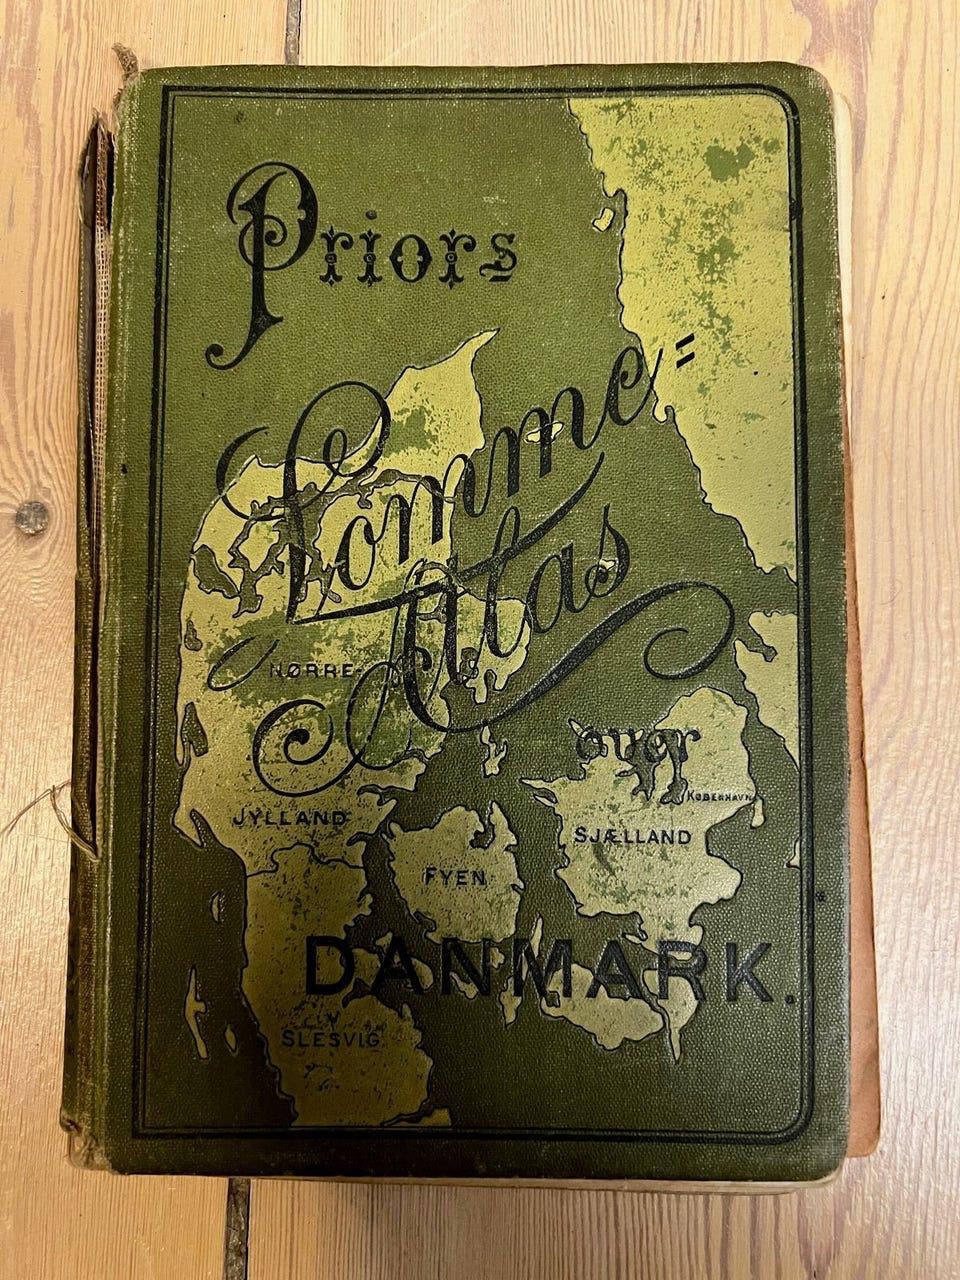 Priors
Lomme=
Atlas
NØRRE-
over
KØBENHAVN
JYLLAND
SJÆLLAND
FYEN
DANMARK.
SLESVIG